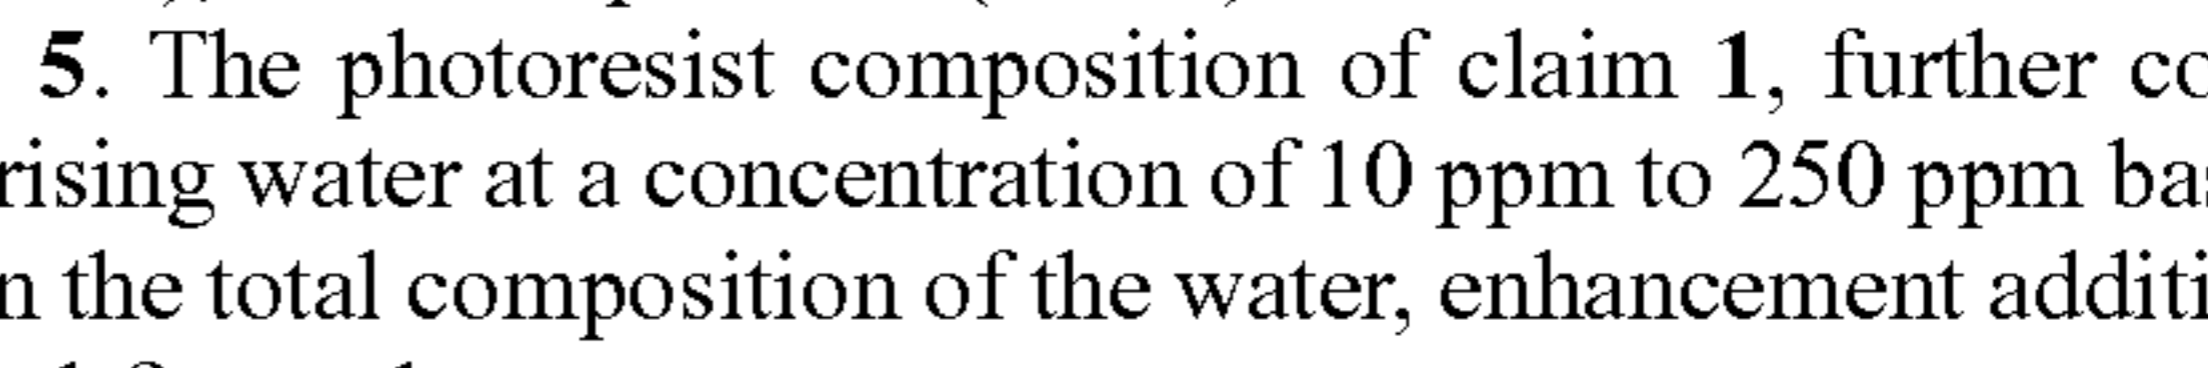 5. The photoresist composition of claim 1, further co
rising water at a concentration of 10 ppm to 250 ppm bas
n the total composition of the water, enhancement additi